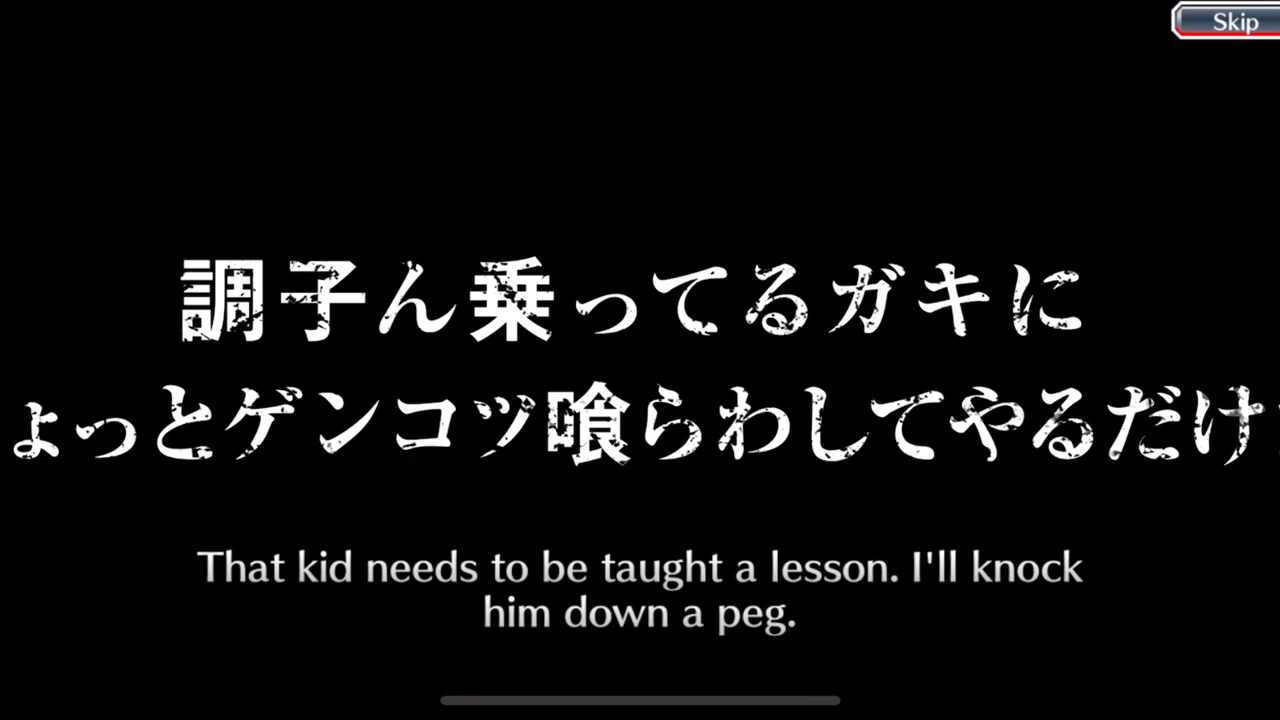 Skip
調子ん乗ってるガキに
ょっとゲンコツ喰らわしてやるだけ
That kid needs to be taught a lesson. I'll knock
him down a peg.